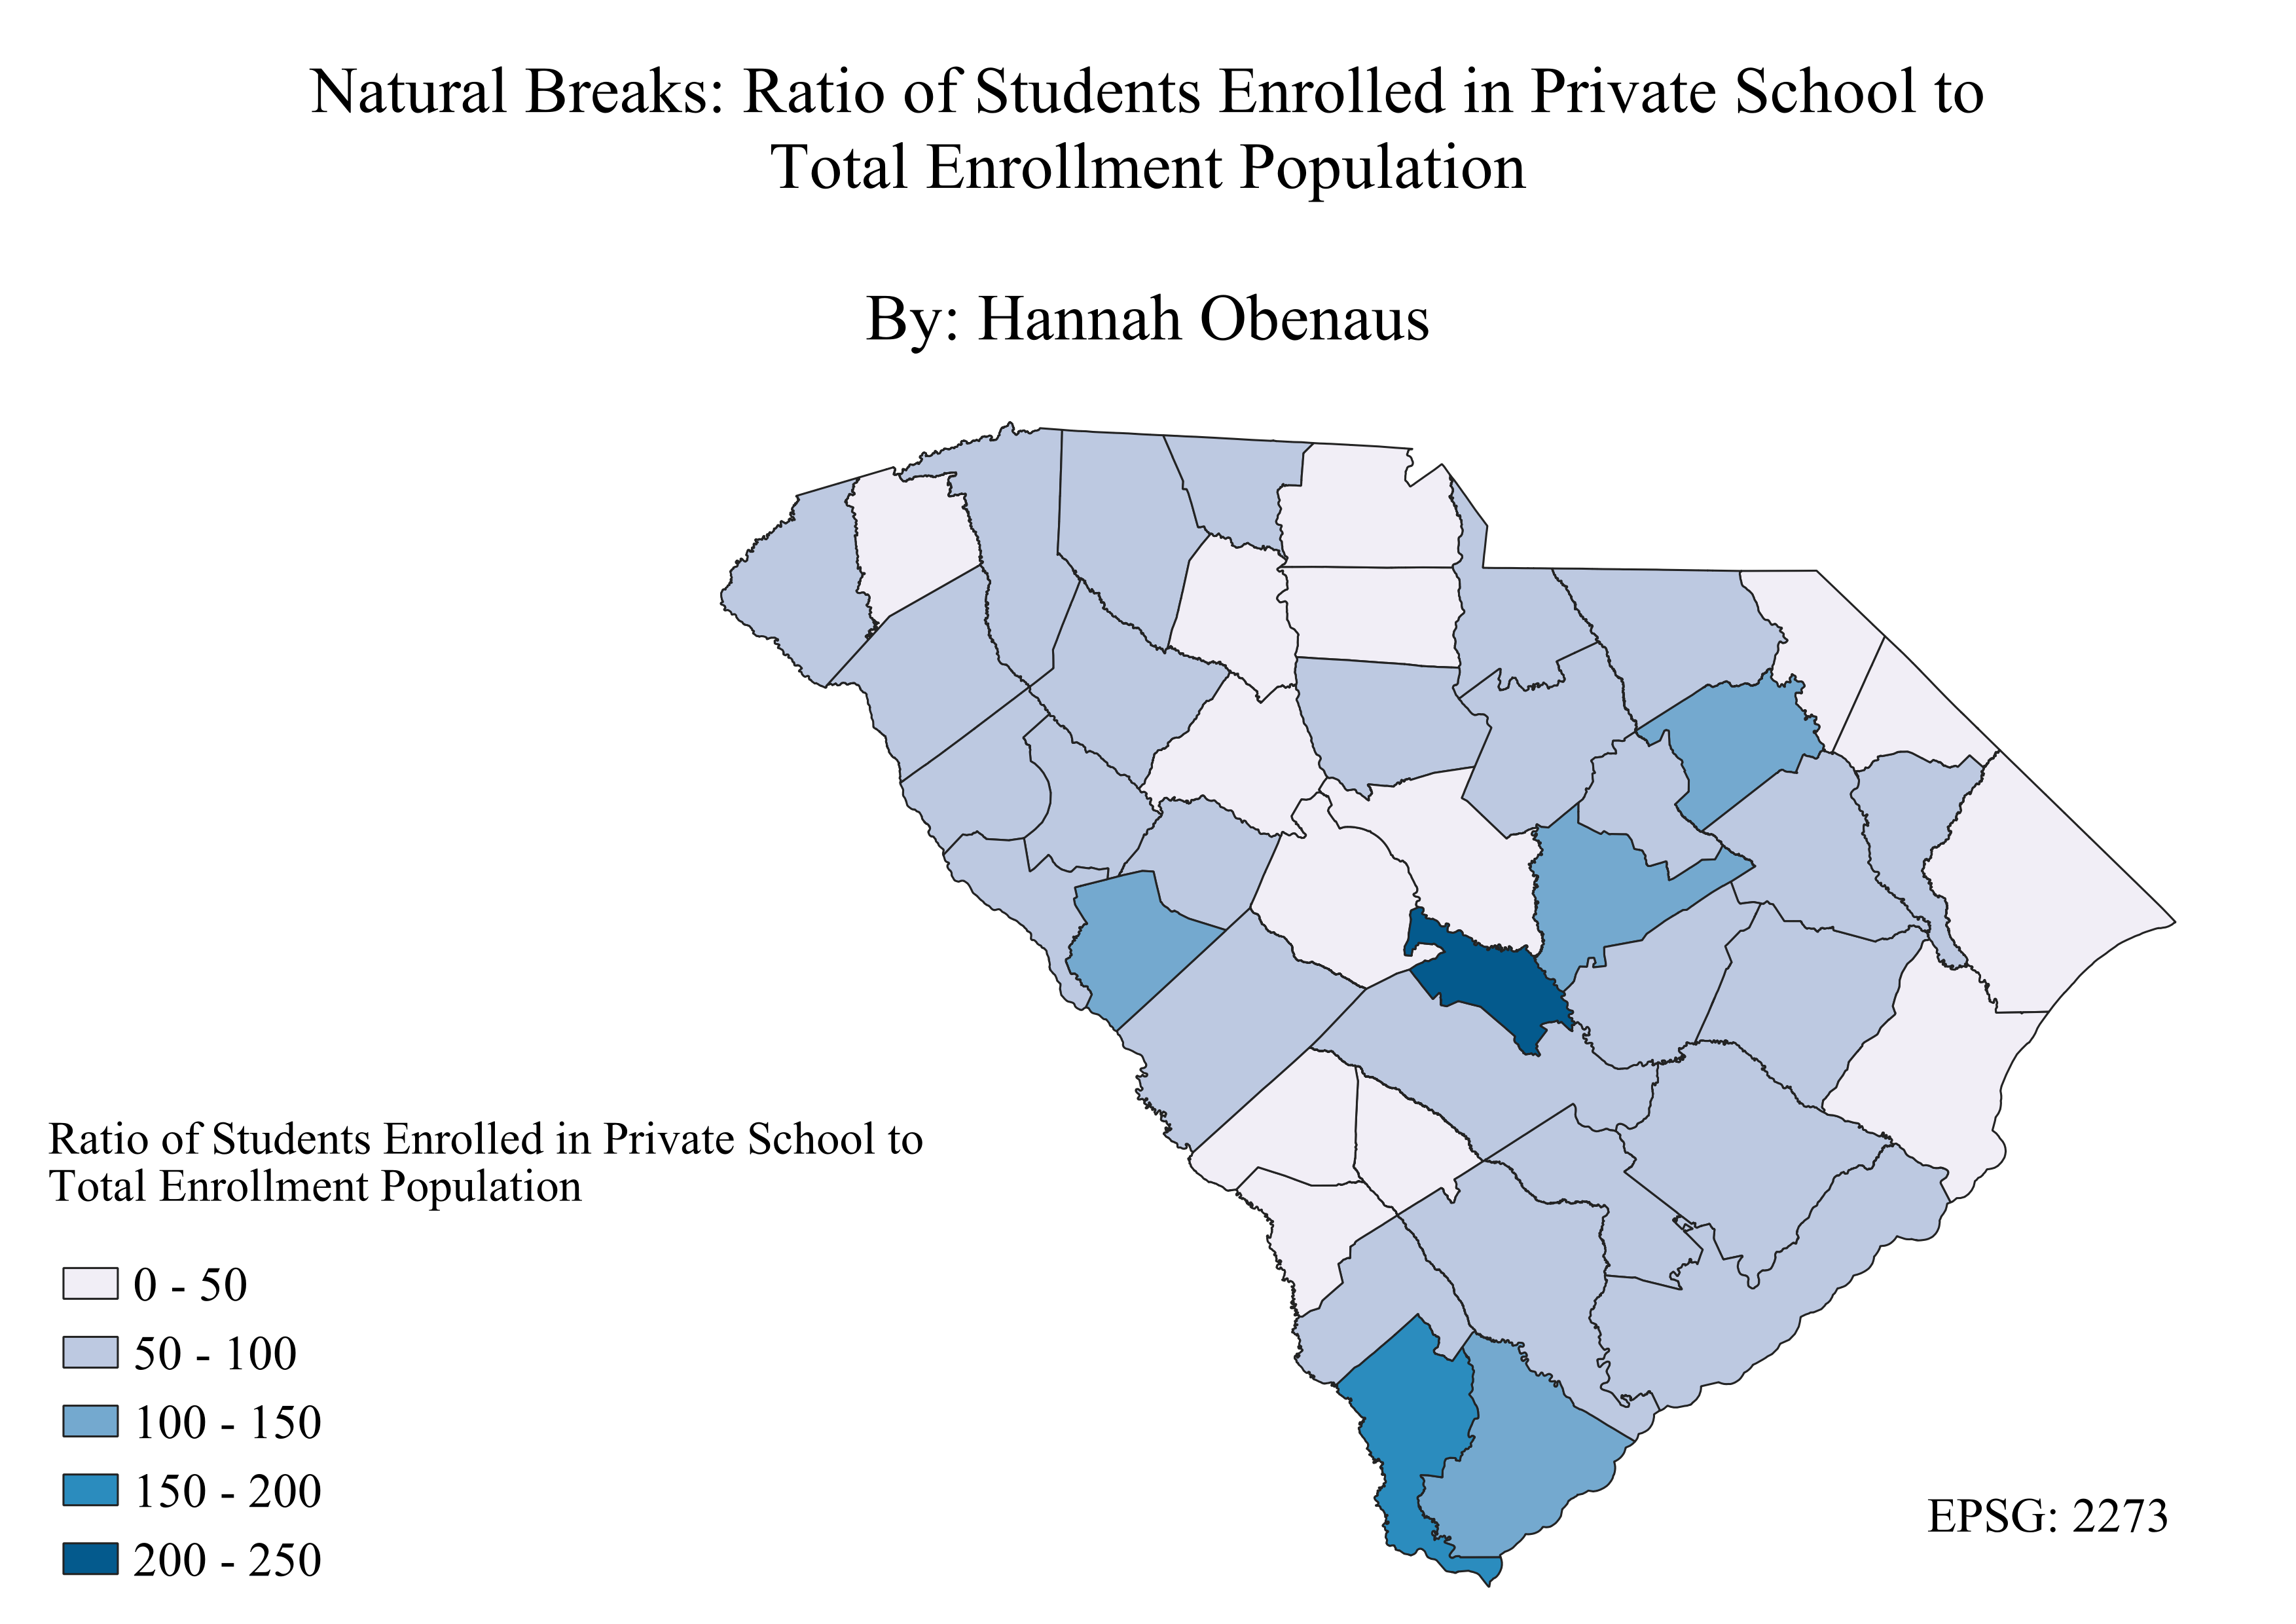 Natural Breaks: Ratio of Students Enrolled in Private School to
Total Enrollment Population
By: Hannah Obenaus
Ratio of Students Enrolled in Private School to
Total Enrollment Population
0 - 50
50 - 100
100 - 150
150 - 200
200 - 250
EPSG: 2273